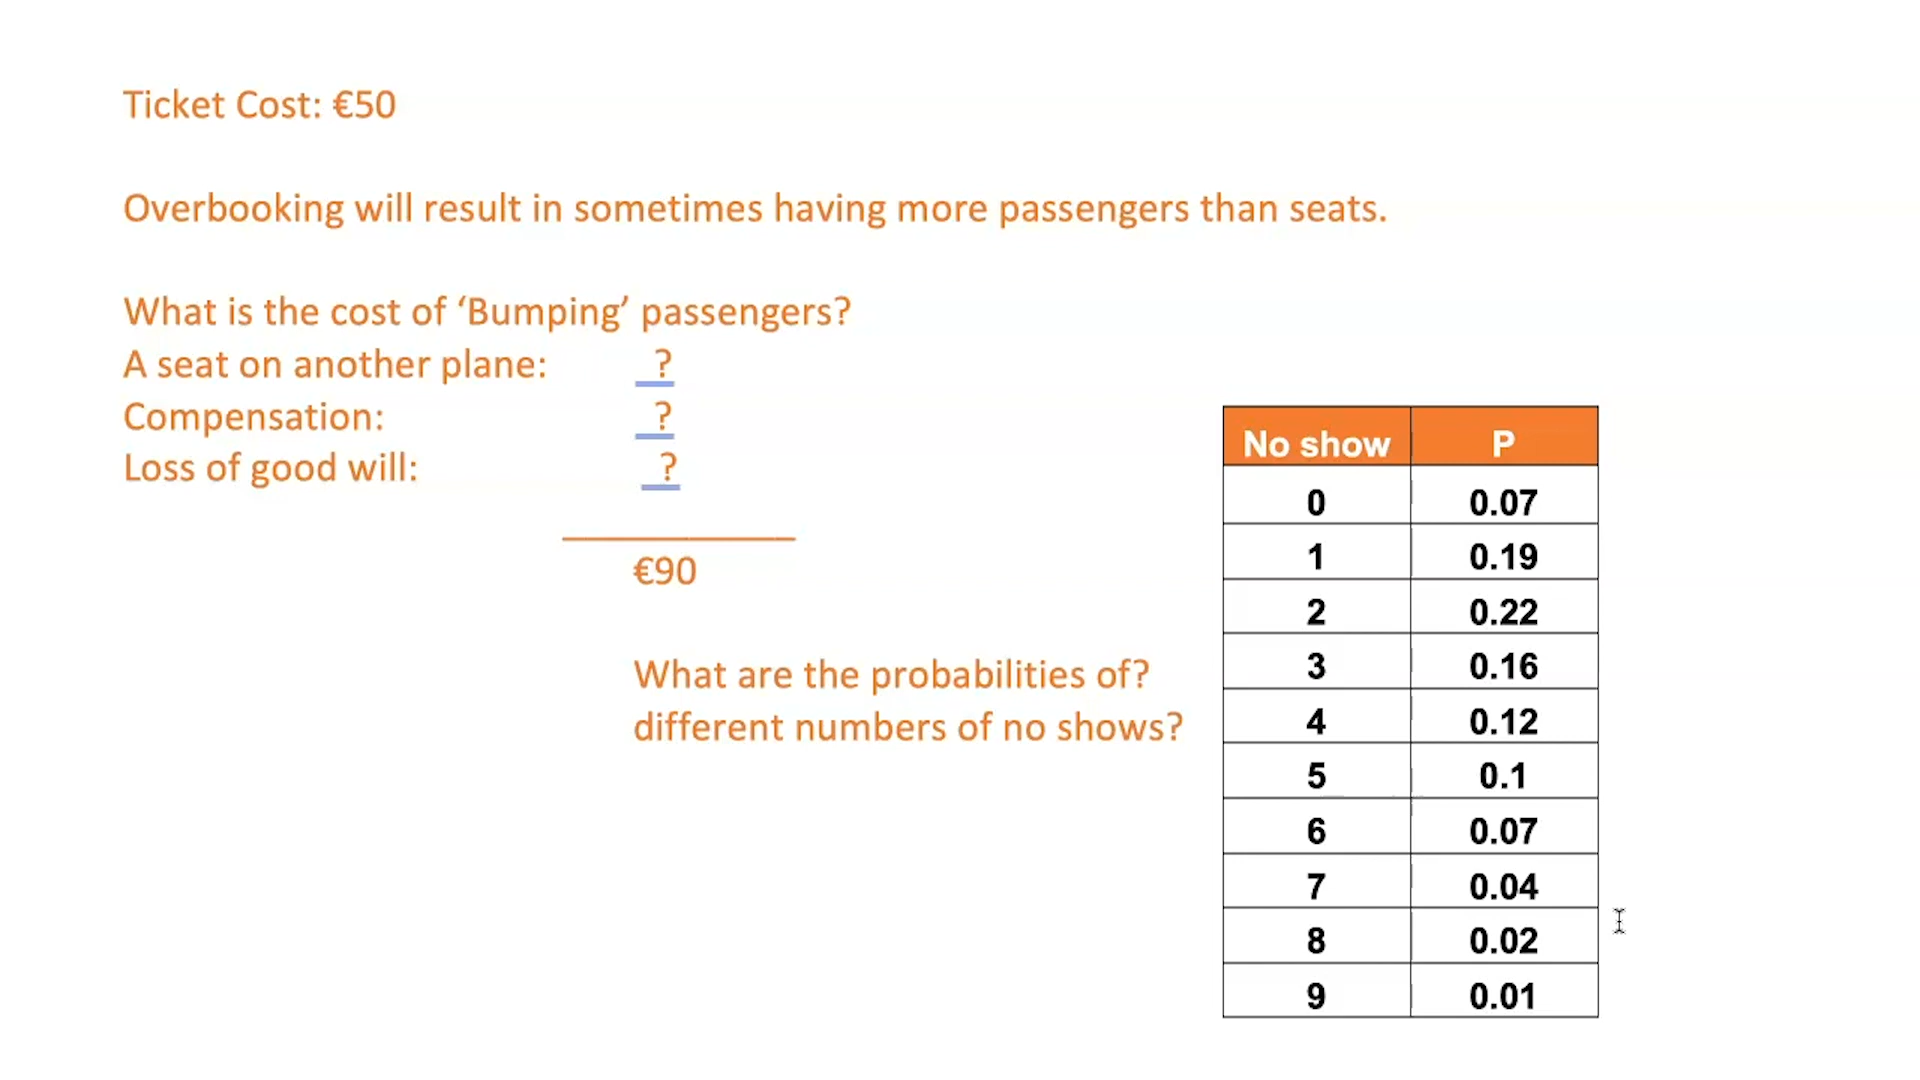 Ticket Cost: €50
Overbooking will result in sometimes having more passengers than seats.
What is the cost of ‘Bumping’ passengers?
A seat on another plane: ?
Compensation: ?
Loss of good will: ?
€90
What are the probabilities of?
different numbers of no shows?
No show P
0 0.07
1 0.19
2 0.22
3 0.16
4 0.12
5 0.1
6 0.07
7 0.04
8 0.02
9 0.01